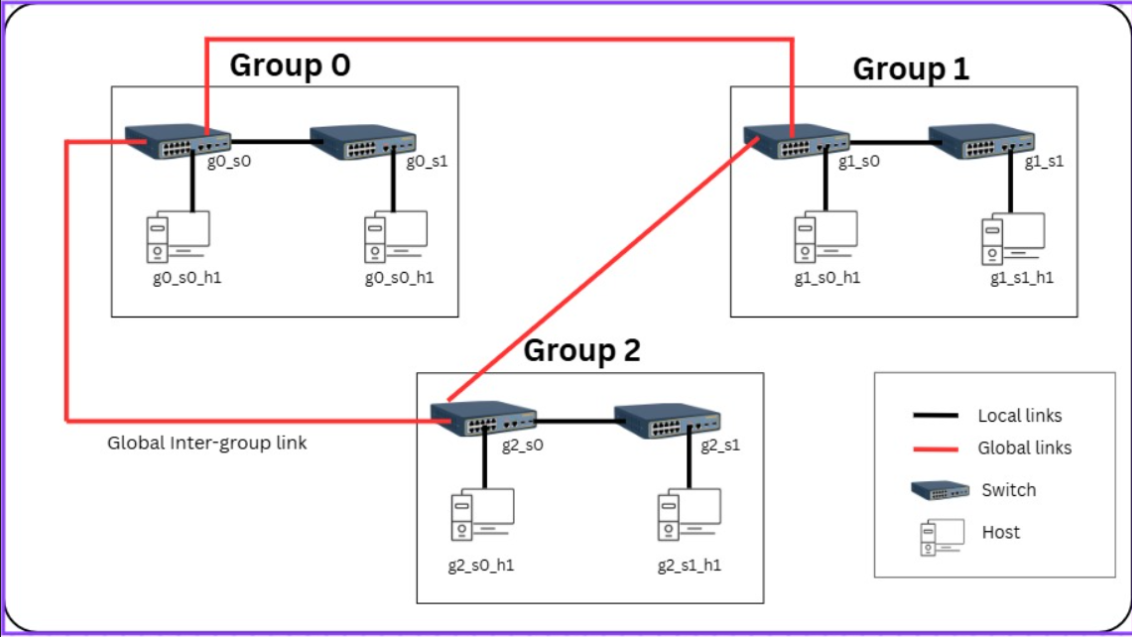 Group 0
Group 1
g0_s0
g0_s1
g1_s0
g1_s1
g0_s0_h1
g0_s0_h1
g1_s0_h1
g1_s1_h1
Group 2
Global Inter-group link
g2_s0
g2_s1
g2_s0_h1
g2_s1_h1
Local links
Global links
Switch
Host